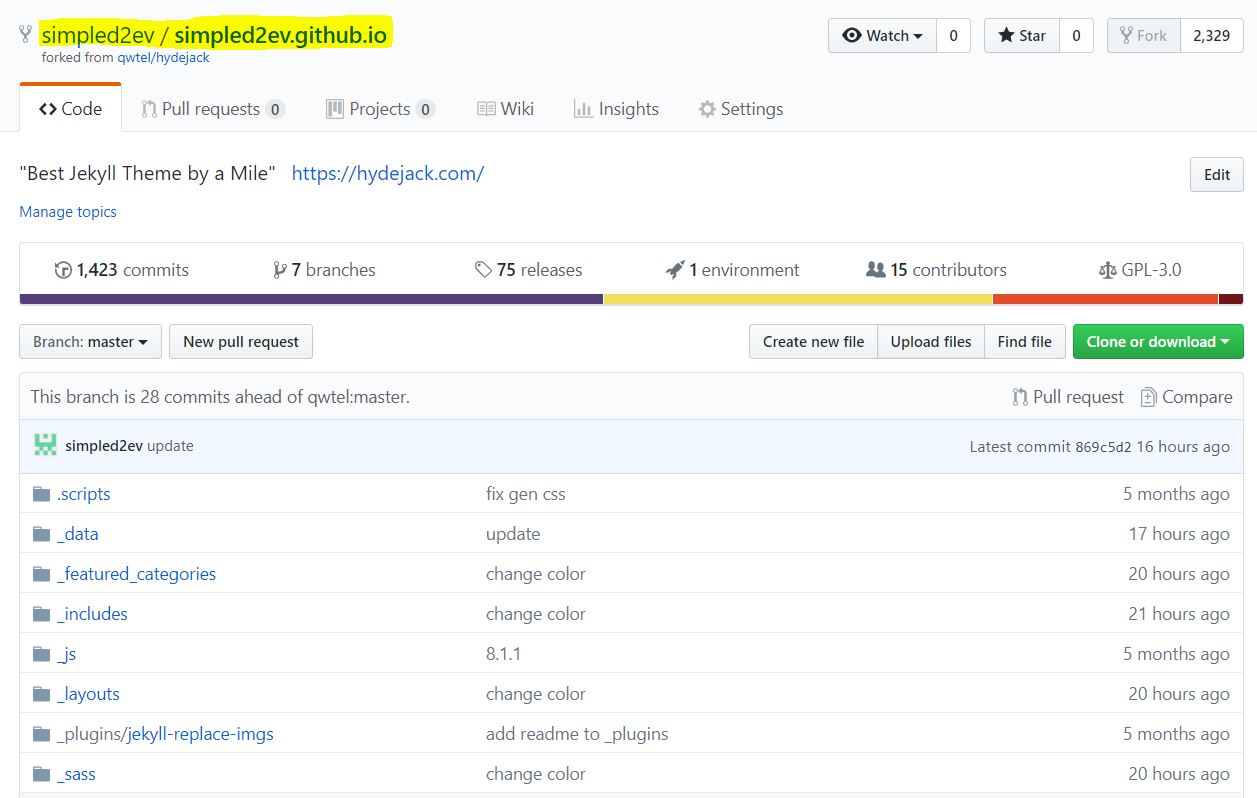 simpled2ev / simpled2ev.github.io
Watch 0 Star 0 Fork 2,329
forked from qwtel/hydejack
Code Pull requests 0 Projects 0 Wiki Insights Settings
"Best Jekyll Theme by a Mile" https://hydejack.com/ Edit
Manage topics
1,423 commits 7 branches 75 releases 1 environment 15 contributors GPL-3.0
Branch: master New pull request Create new file Upload files Find file Clone or download
This branch is 28 commits ahead of qwtel:master. Pull request Compare
simpled2ev update Latest commit 869c5d2 16 hours ago
.scripts fix gen css 5 months ago
_data update 17 hours ago
_featured_categories change color 20 hours ago
_includes change color 21 hours ago
_js 8.1.1 5 months ago
_layouts change color 20 hours ago
_plugins/jekyll-replace-imgs add readme to _plugins 5 months ago
_sass change color 20 hours ago